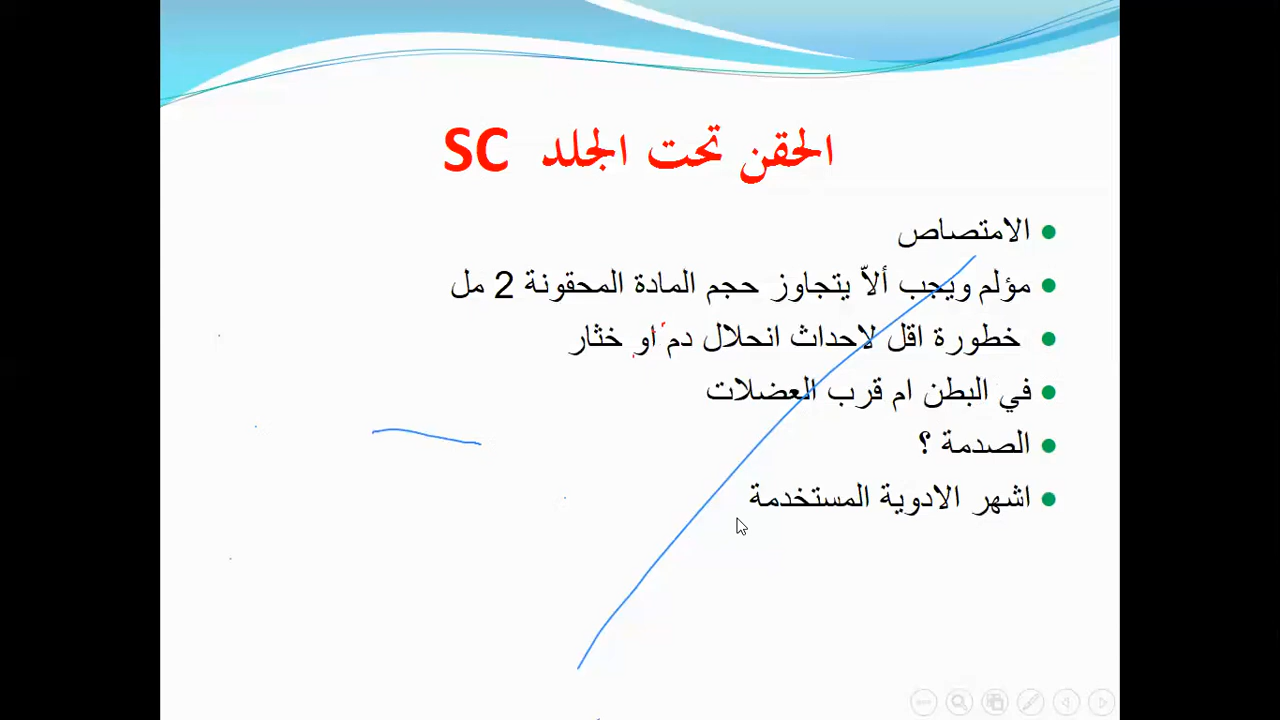 الحقن تحت الجلد SC
الامتصاص
مؤلم ويجب ألاّ يتجاوز حجم المادة المحقونة 2 مل
خطورة اقل لاحداث انحلال دم او خثار
في البطن ام قرب العضلات
الصدمة ؟
اشهر الادوية المستخدمة